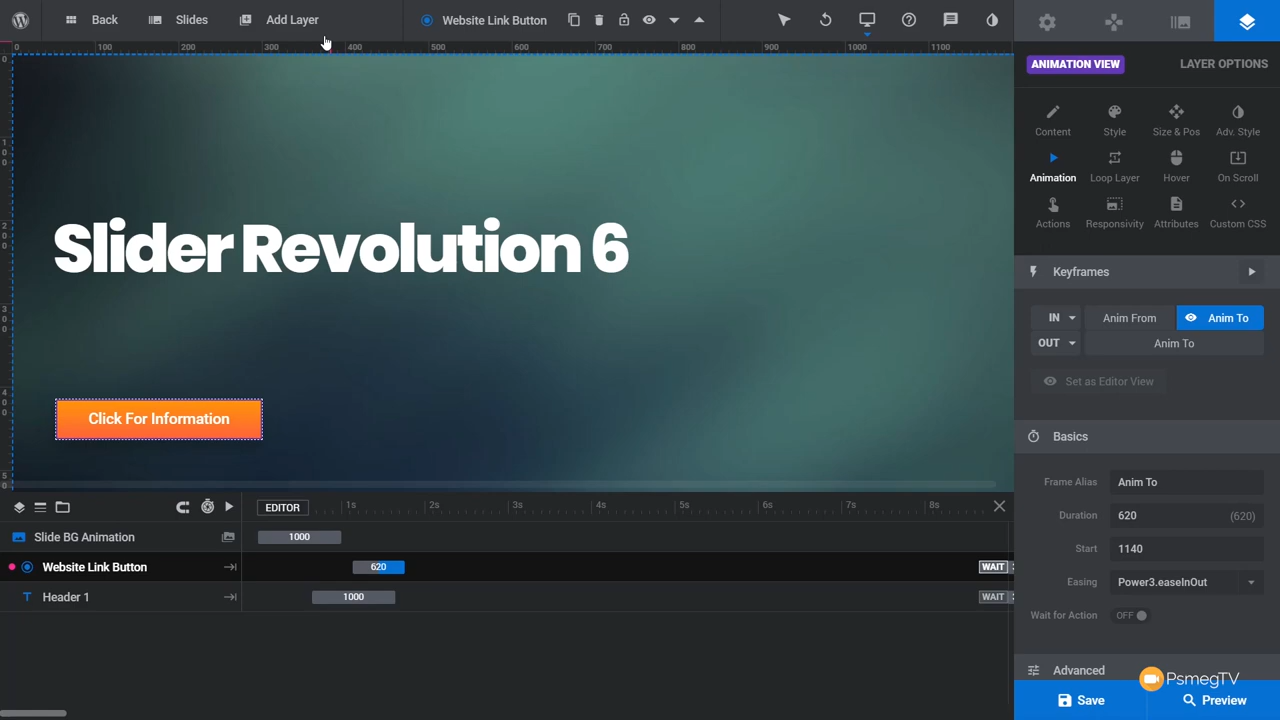 Back Slides Add Layer Website Link Button
0 100 200 300 400 500 600 700 800 900 1000 1100
ANIMATION VIEW LAYER OPTIONS
Content Style Size & Pos Adv. Style
Animation Loop Layer Hover On Scroll
Actions Responsivity Attributes Custom CSS
Slider Revolution 6
Click For Information
Keyframes
IN Anim From Anim To
OUT Anim To
Set as Editor View
Basics
Frame Alias Anim To
Duration 620 (620)
Start 1140
Easing Power3.easeInOut
Wait for Action OFF
Advanced
PsmegTV
Save Preview
EDITOR 1s 2s 3s 4s 5s 6s 7s 8s
Slide BG Animation 1000
Website Link Button 620 WAIT
Header 1 1000 WAIT